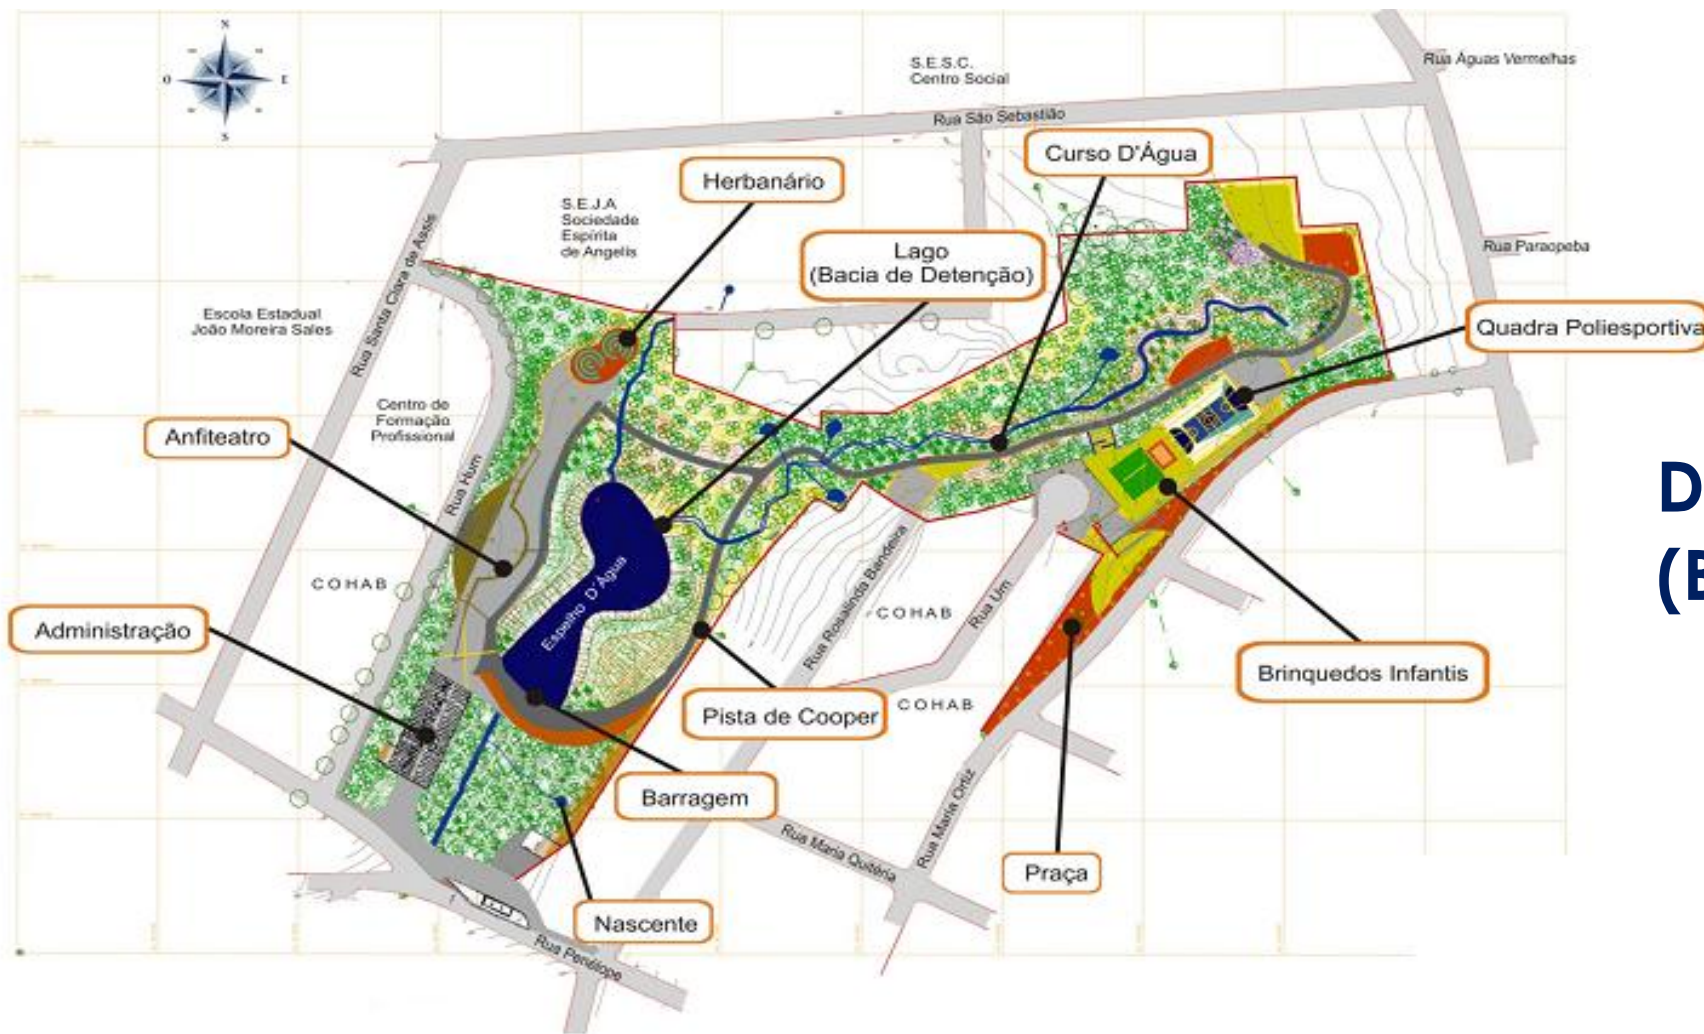 N
O
E
S
S.E.S.C.
Centro Social
Rua Águas Vermelhas
Rua São Sebastião
Curso D'Água
Herbanário
S.E.J.A
Sociedade
Espírita
de Angelis
Rua Santa Clara de Assis
Lago
(Bacia de Detenção)
Rua Paraopeba
Escola Estadual
João Moreira Sales
Quadra Poliesportiva
Centro de
Formação
Profissional
Anfiteatro
Rua Hum
D
(B
COHAB
Espelho D'Água
Rua Rosalinda Bandeira
COHAB
Rua Um
Administração
Brinquedos Infantis
Pista de Cooper
COHAB
Barragem
Rua Maria Quitéria
Rua Maria Ortiz
Praça
Nascente
Rua Penélope